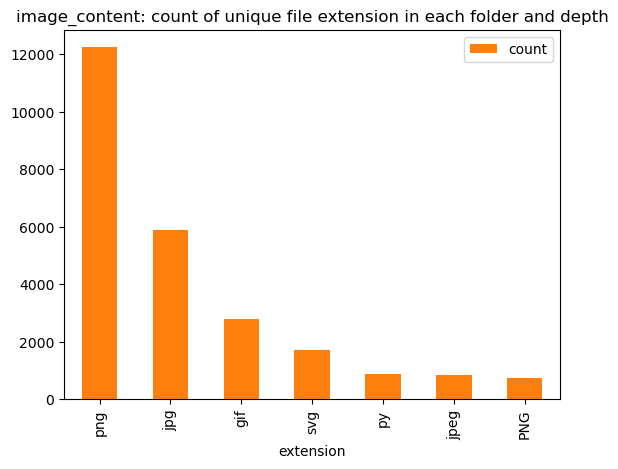 image_content: count of unique file extension in each folder and depth
count
12000
10000
8000
6000
4000
2000
0
png
jpg
gif
svg
py
jpeg
PNG
extension